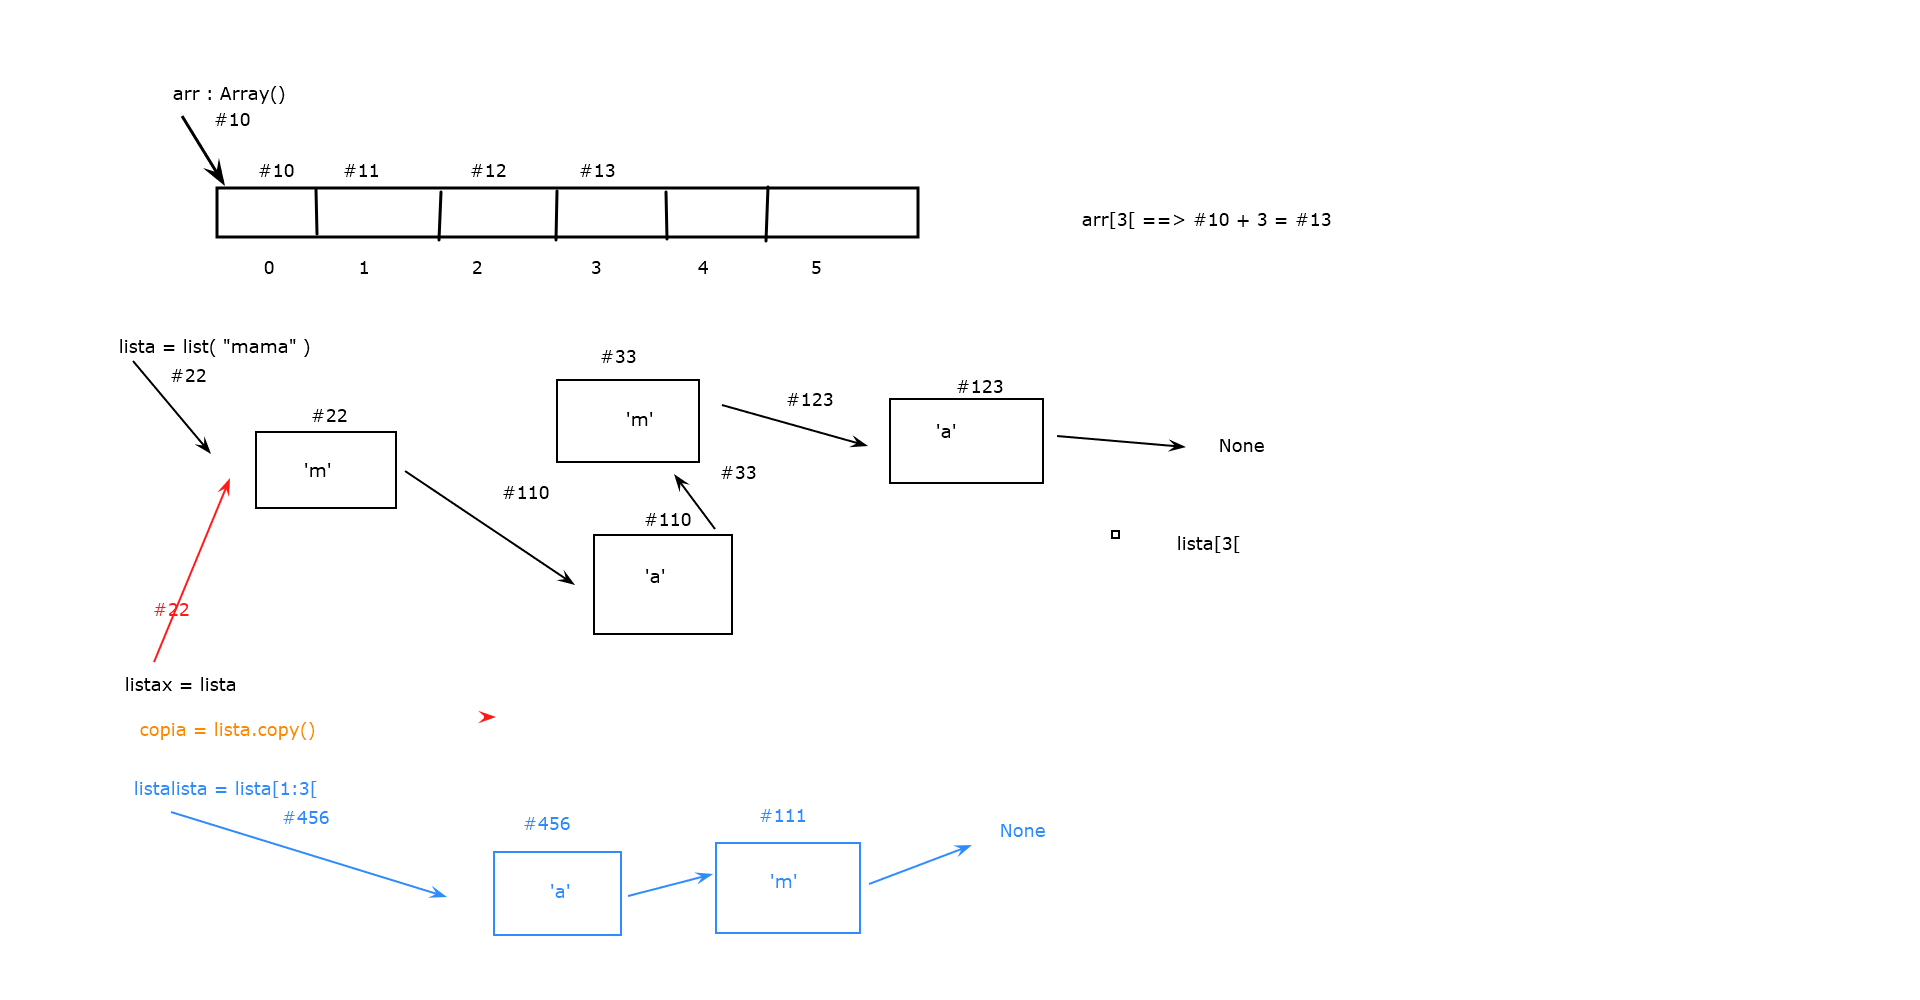 arr : Array()
#10
#10
#11
#12
#13
arr[3[ ==> #10 + 3 = #13
0
1
2
3
4
5
lista = list( "mama" )
#22
#22
'm'
#110
#33
'm'
#33
#110
'a'
#123
#123
'a'
None
lista[3[
#22
listax = lista
copia = lista.copy()
listalista = lista[1:3[
#456
#456
'a'
#111
'm'
None